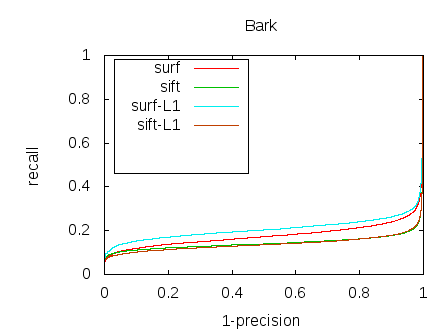 Bark
recall
1
0.8
0.6
0.4
0.2
0
surf
sift
surf-L1
sift-L1
0 0.2 0.4 0.6 0.8 1
1-precision